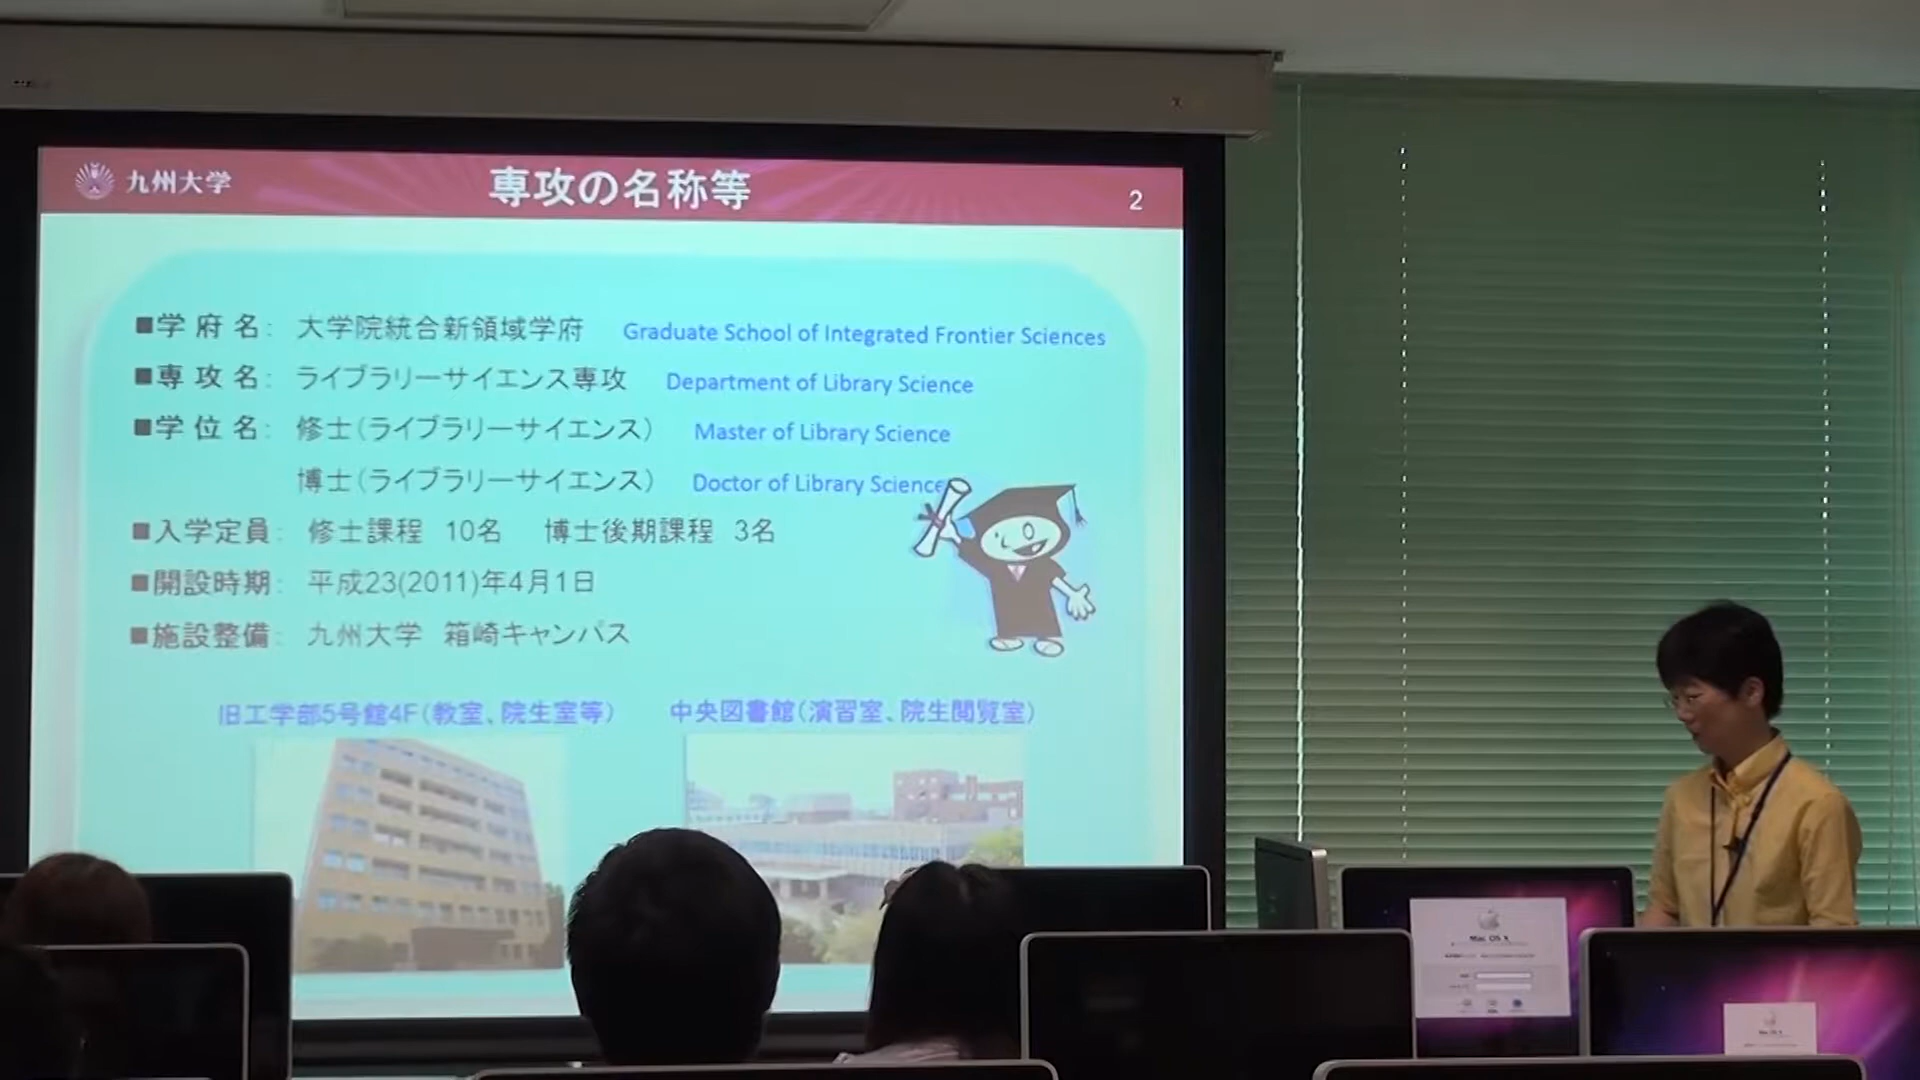 九州大学
専攻の名称等
2
■学府名： 大学院統合新領域学府 Graduate School of Integrated Frontier Sciences
■専攻名： ライブラリーサイエンス専攻 Department of Library Science
■学位名： 修士（ライブラリーサイエンス） Master of Library Science
博士（ライブラリーサイエンス） Doctor of Library Science
■入学定員： 修士課程 10名 博士後期課程 3名
■開設時期： 平成23(2011)年4月1日
■施設整備： 九州大学 箱崎キャンパス
旧工学部5号館4F（教室、院生室等） 中央図書館（演習室、院生閲覧室）
Mac OS X